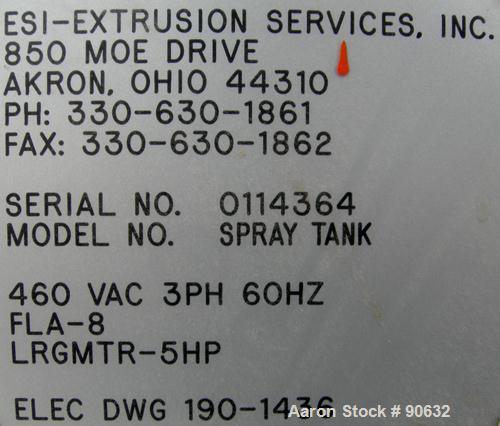 ESI-EXTRUSION SERVICES, INC.
850 MOE DRIVE
AKRON, OHIO 44310
PH: 330-630-1861
FAX: 330-630-1862
SERIAL NO. 0114364
MODEL NO. SPRAY TANK
460 VAC 3PH 60HZ
FLA-8
LRGMTR-5HP
ELEC DWG 190-1436
Aaron Stock # 90632